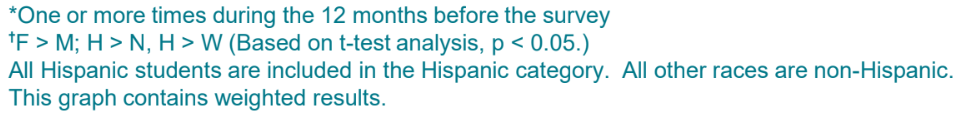 *One or more times during the 12 months before the survey
†F > M; H > N, H > W (Based on t-test analysis, p < 0.05.)
All Hispanic students are included in the Hispanic category.  All other races are non-Hispanic.
This graph contains weighted results.